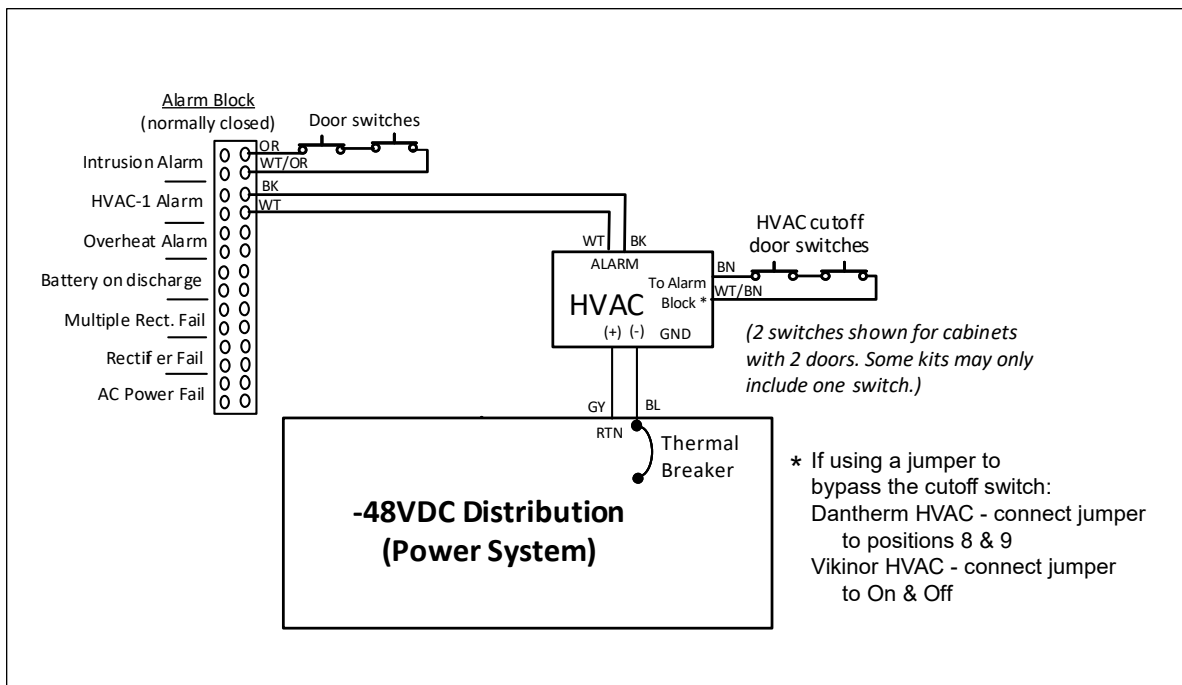 Alarm Block
(normally closed)
Door switches
OR
WT/OR
Intrusion Alarm
BK
HVAC-1 Alarm
WT
Overheat Alarm
Battery on discharge
Multiple Rect. Fail
Rectifer Fail
AC Power Fail
WT BK
ALARM
HVAC
To Alarm
Block *
(+) (-) GND
HVAC cutoff
door switches
BN
WT/BN
(2 switches shown for cabinets
with 2 doors. Some kits may only
include one switch.)
GY BL
RTN
Thermal
Breaker
-48VDC Distribution
(Power System)
* If using a jumper to
bypass the cutoff switch:
Dantherm HVAC - connect jumper
to positions 8 & 9
Vikinor HVAC - connect jumper
to On & Off